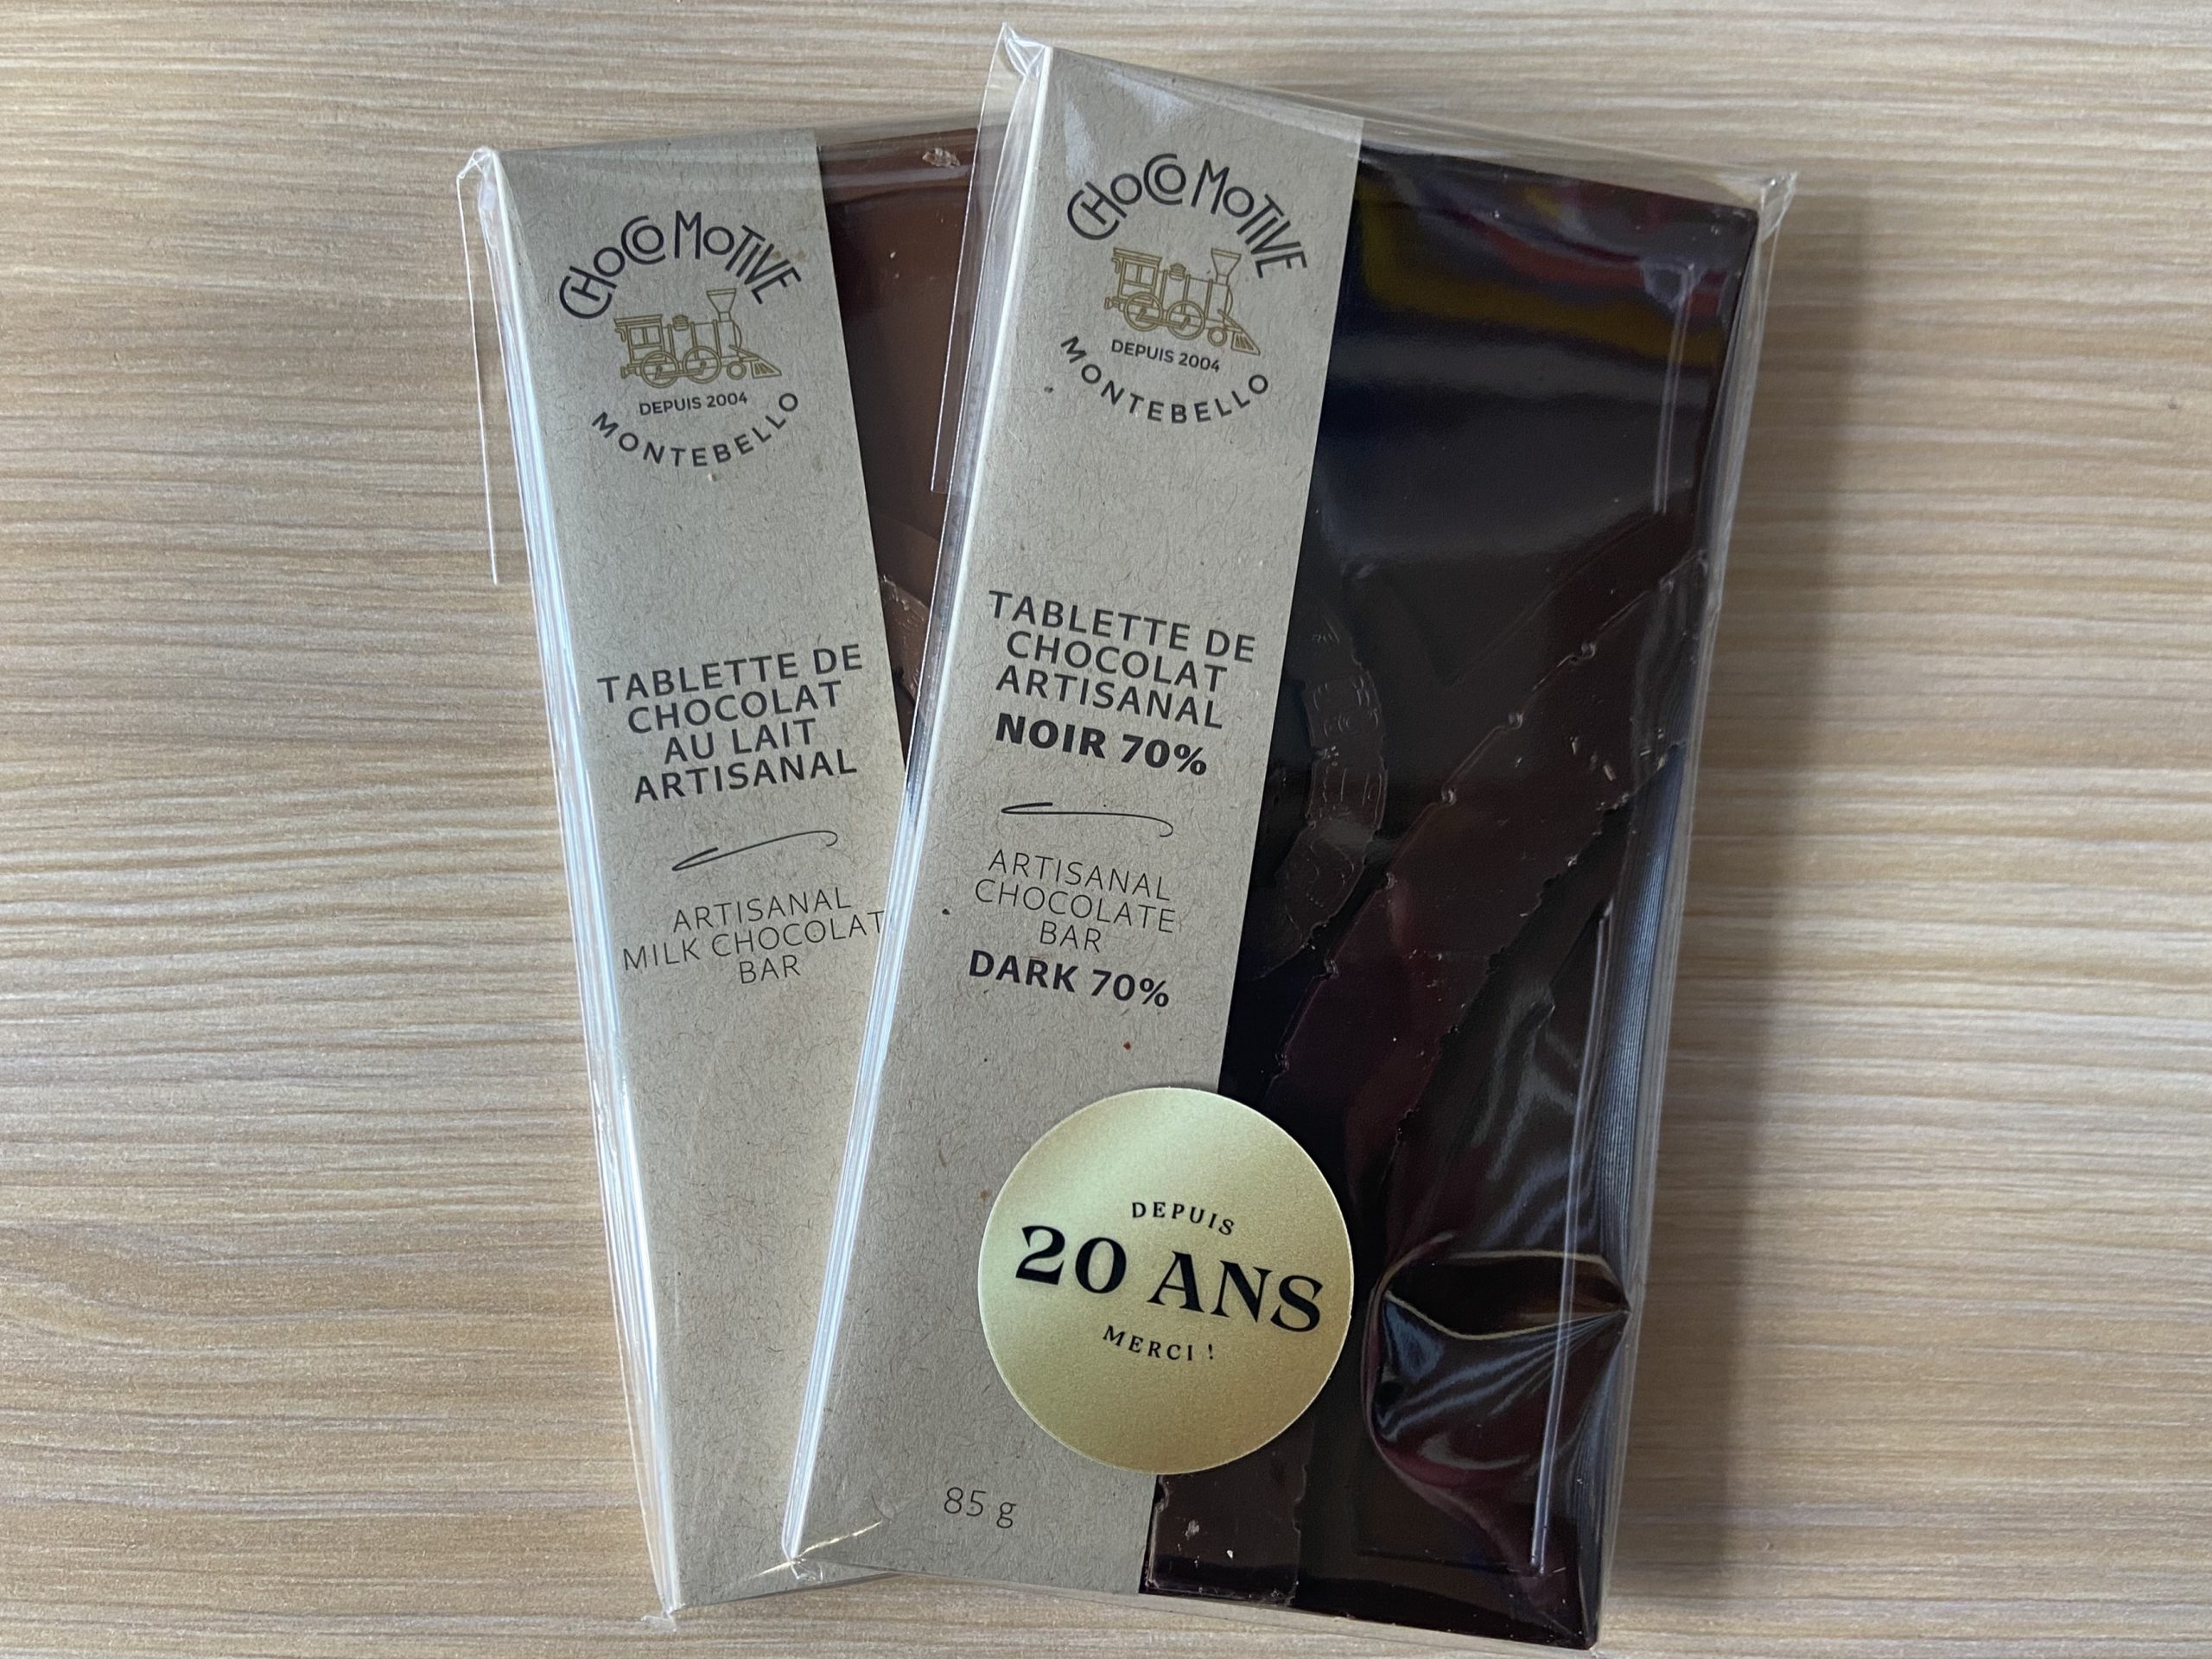 CHOCOMOTIVE
DEPUIS 2004
MONTEBELLO
TABLETTE DE
CHOCOLAT
AU LAIT
ARTISANAL
ARTISANAL
MILK CHOCOLAT
BAR
CHOCOMOTIVE
DEPUIS 2004
MONTEBELLO
TABLETTE DE
CHOCOLAT
ARTISANAL
NOIR 70%
ARTISANAL
CHOCOLATE
BAR
DARK 70%
DEPUIS
20 ANS
MERCI !
85 g